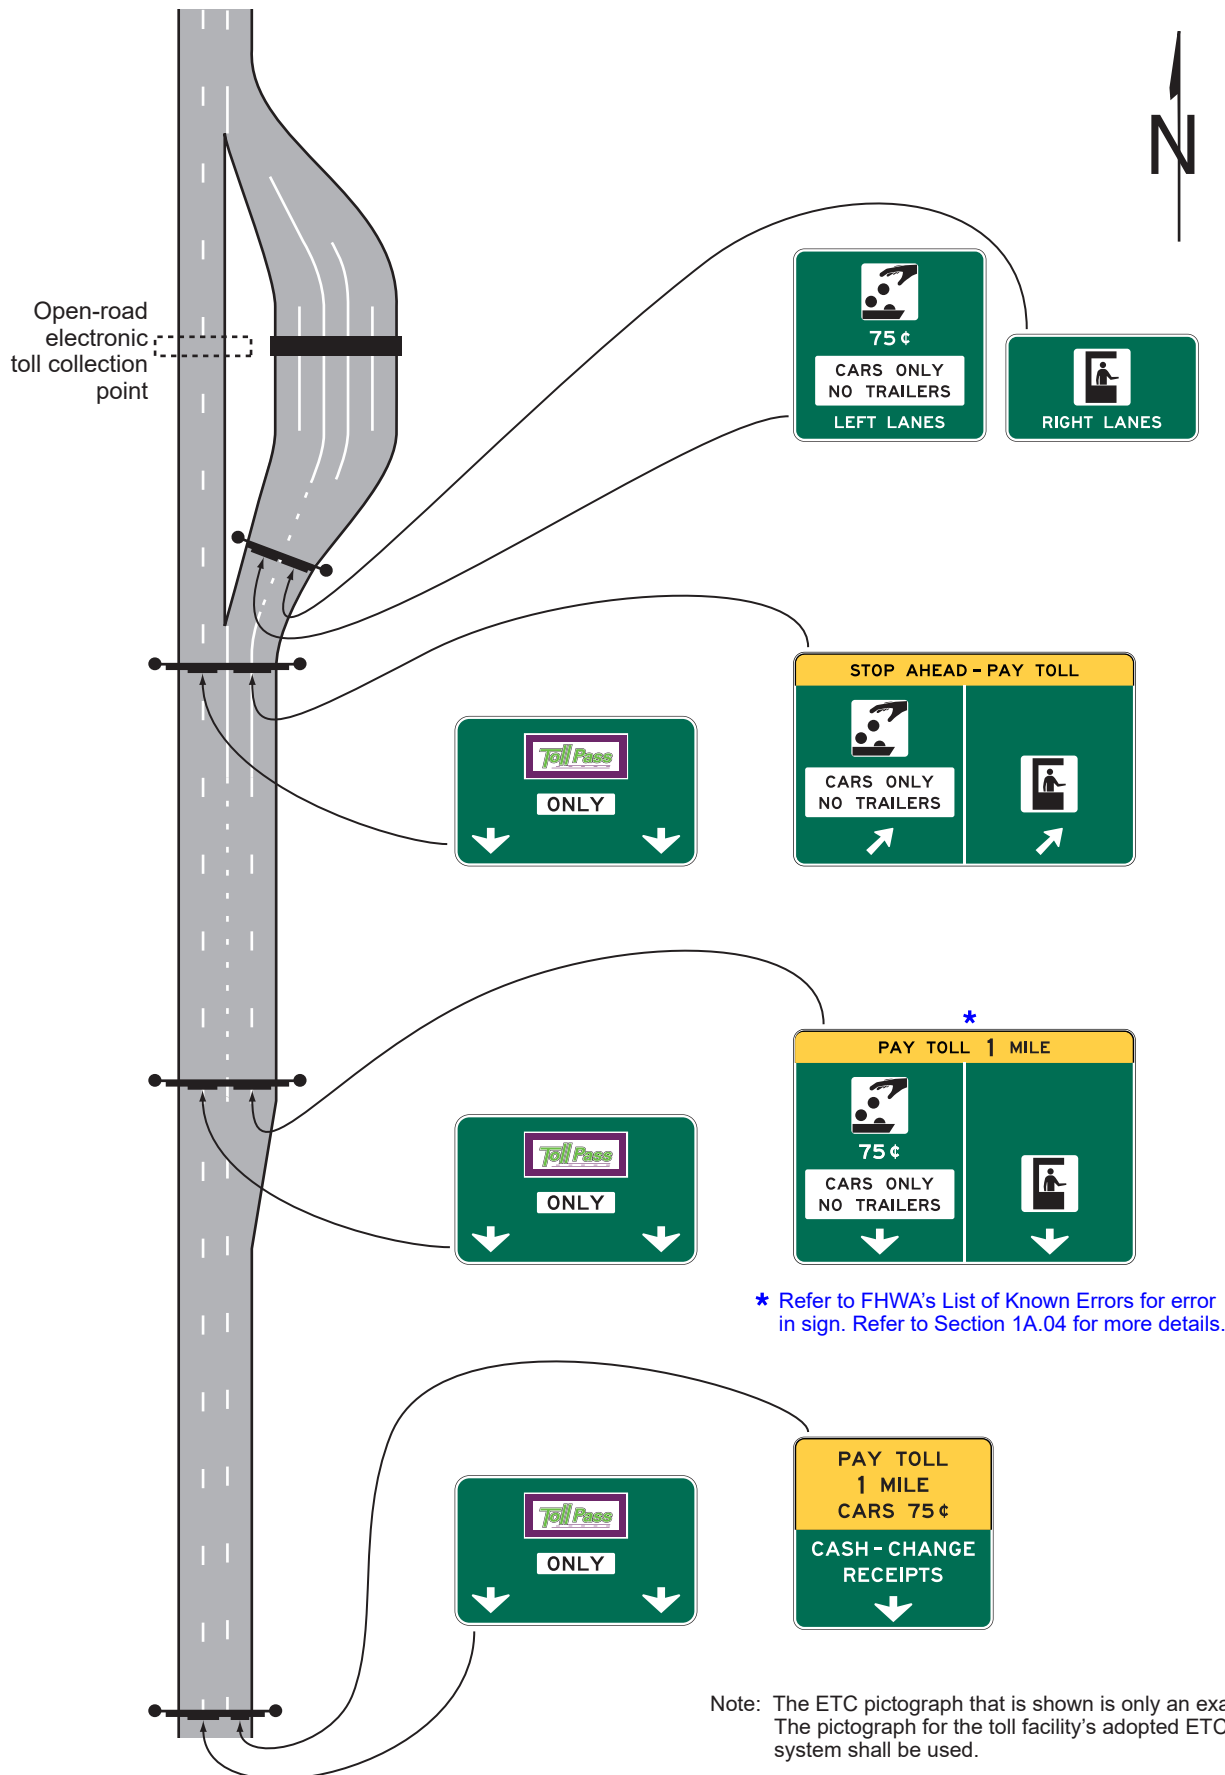 N
Open-road
electronic
toll collection
point
75¢
CARS ONLY
NO TRAILERS
LEFT LANES
RIGHT LANES
STOP AHEAD – PAY TOLL
CARS ONLY
NO TRAILERS
Toll Pass
ONLY
*
PAY TOLL 1 MILE
75¢
CARS ONLY
NO TRAILERS
Toll Pass
ONLY
* Refer to FHWA's List of Known Errors for error
in sign. Refer to Section 1A.04 for more details.
PAY TOLL
1 MILE
CARS 75¢
CASH – CHANGE
RECEIPTS
Toll Pass
ONLY
Note: The ETC pictograph that is shown is only an exa
The pictograph for the toll facility's adopted ETC
system shall be used.